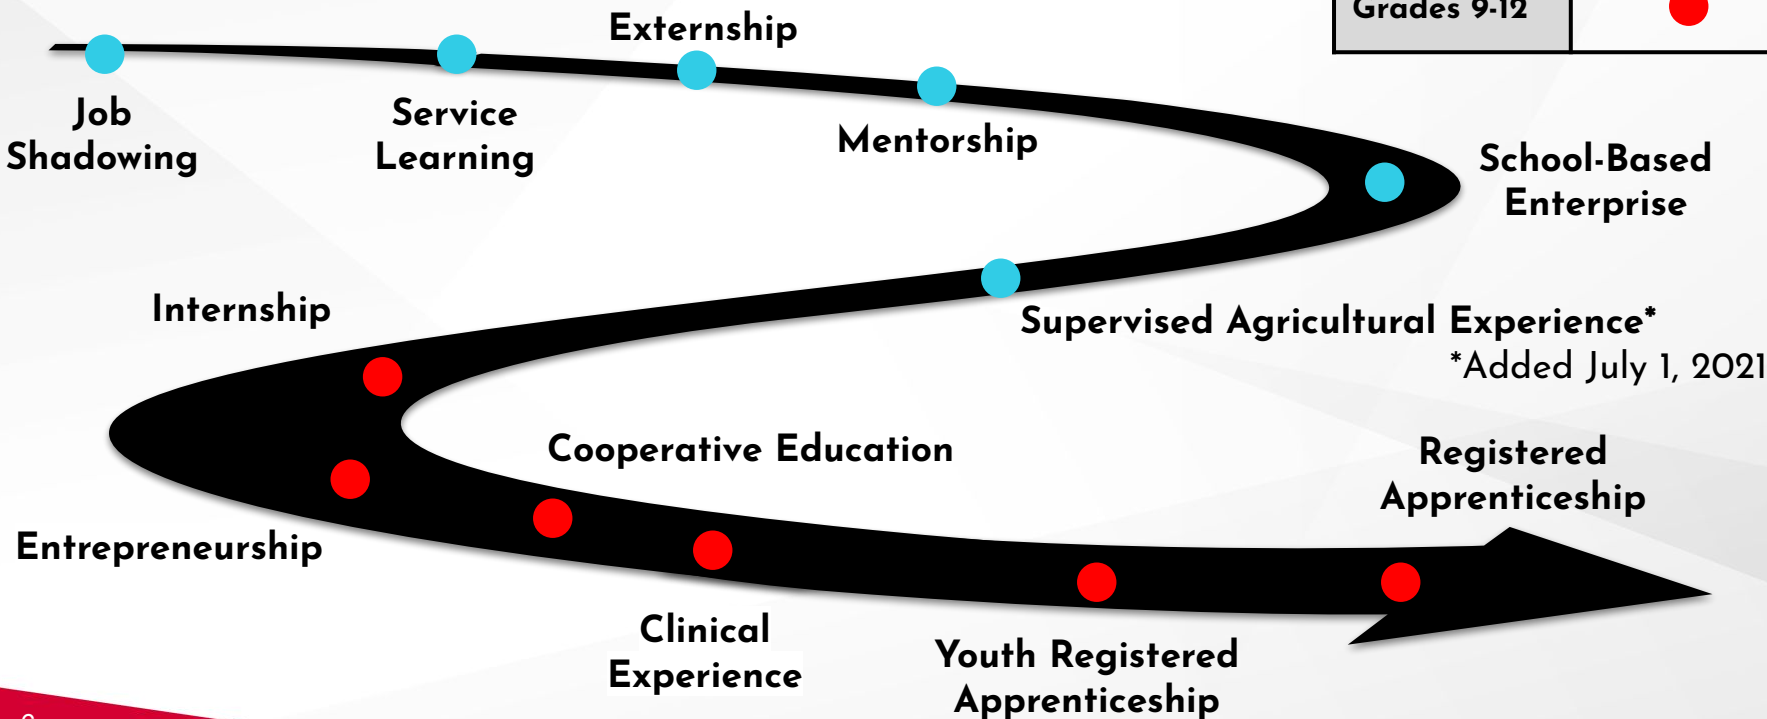 Grades 9-12
Externship
Job
Shadowing
Service
Learning
Mentorship
School-Based
Enterprise
Internship
Supervised Agricultural Experience*
*Added July 1, 2021
Cooperative Education
Registered
Apprenticeship
Entrepreneurship
Clinical
Experience
Youth Registered
Apprenticeship